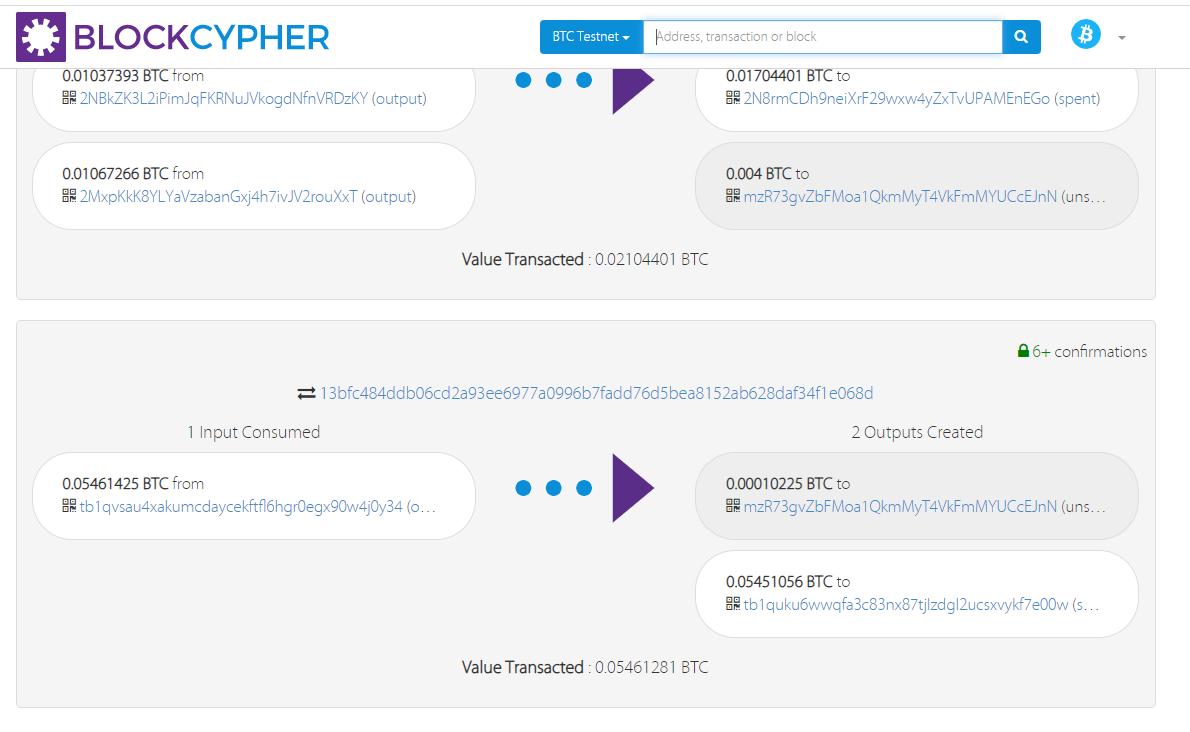 BLOCKCYPHER
BTC Testnet
Address, transaction or block
0.01037393 BTC from
2NBkZK3L2iPimJqFKRNuJVkogdNfnVRDzKY (output)
0.01704401 BTC to
2N8rmCDh9neiXrF29wxw4yZxTvUPAMEnEGo (spent)
0.01067266 BTC from
2MxpKkK8YLYaVzabanGxj4h7ivJV2rouXxT (output)
0.004 BTC to
mzR73gvZbFMoa1QkmMyT4VkFmMYUCcEJnN (uns…
Value Transacted : 0.02104401 BTC
6+ confirmations
13bfc484ddb06cd2a93ee6977a0996b7fadd76d5bea8152ab628daf34f1e068d
1 Input Consumed
2 Outputs Created
0.05461425 BTC from
tb1qvsau4xakumcdaycekftfl6hgr0egx90w4j0y34 (o…
0.00010225 BTC to
mzR73gvZbFMoa1QkmMyT4VkFmMYUCcEJnN (uns…
0.05451056 BTC to
tb1quku6wwqfa3c83nx87tjlzdgl2ucsxvykf7e00w (s…
Value Transacted : 0.05461281 BTC